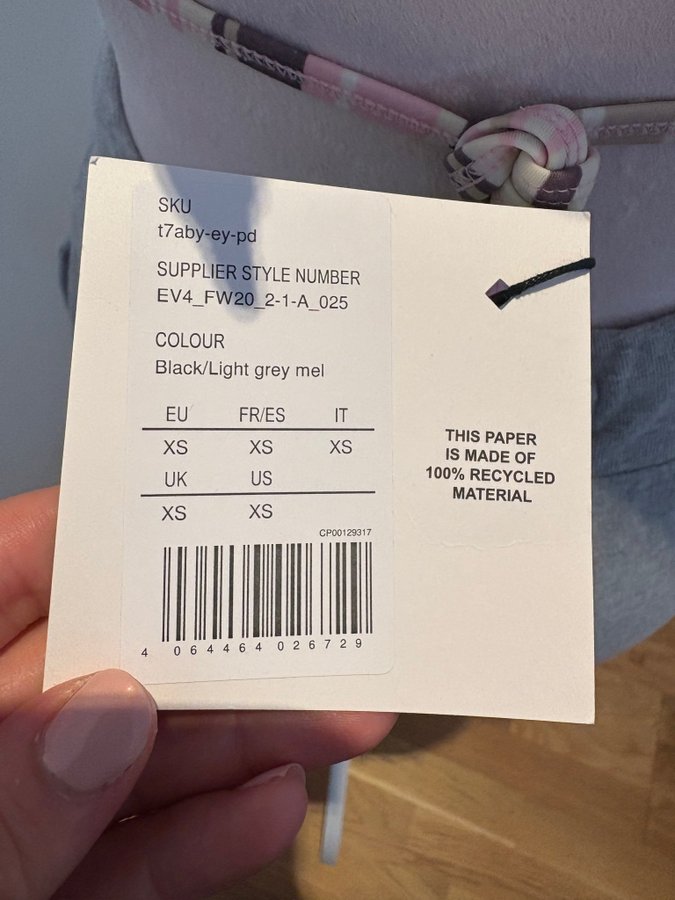 SKU
t7aby-ey-pd
SUPPLIER STYLE NUMBER
EV4_FW20_2-1-A_025
COLOUR
Black/Light grey mel
EU FR/ES IT
XS XS XS
UK US
XS XS
CP00129317
4 064464 026729
THIS PAPER
IS MADE OF
100% RECYCLED
MATERIAL